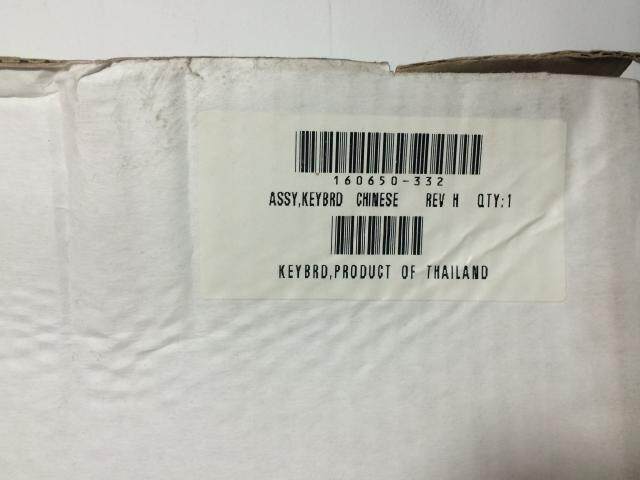 160650-332
ASSY,KEYBRD CHINESE REV H QTY:1
KEYBRD,PRODUCT OF THAILAND